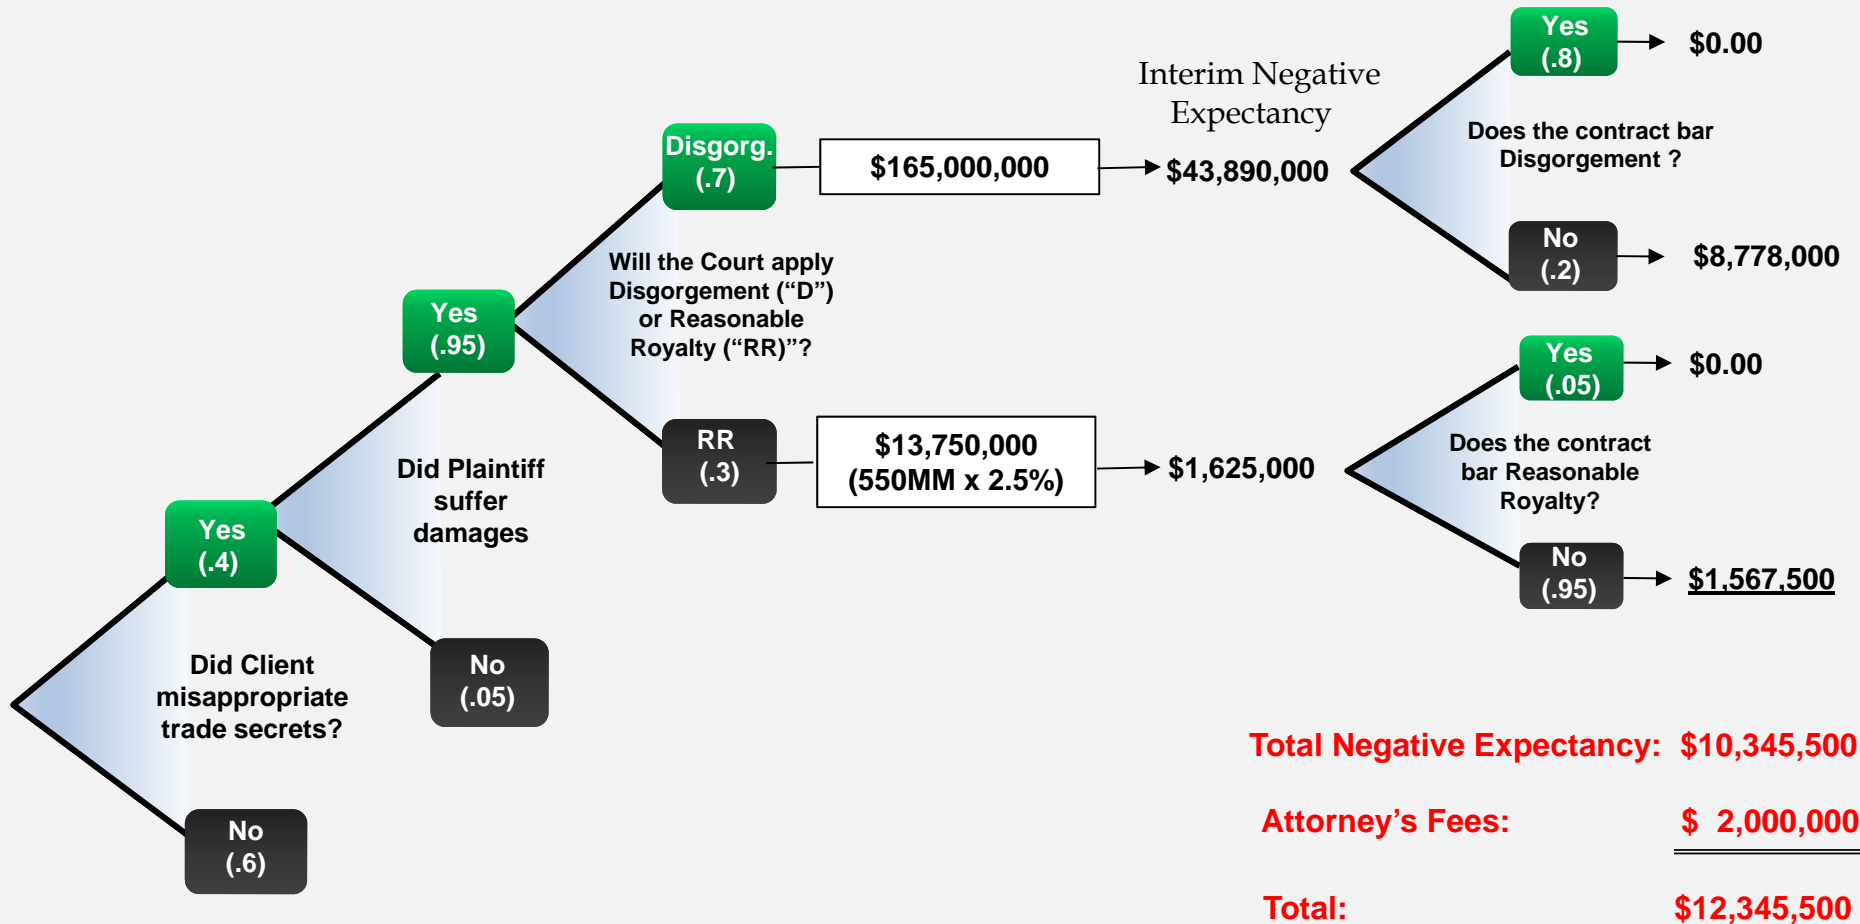 Did Client
misappropriate
trade secrets?
Yes
(.4)
No
(.6)
Did Plaintiff
suffer
damages
Yes
(.95)
No
(.05)
Will the Court apply
Disgorgement (“D”)
or Reasonable
Royalty (“RR)”?
Disgorg.
(.7)
$165,000,000
Interim Negative
Expectancy
$43,890,000
RR
(.3)
$13,750,000
(550MM x 2.5%)
$1,625,000
Does the contract bar
Disgorgement ?
Yes
(.8)
$0.00
No
(.2)
$8,778,000
Does the contract
bar Reasonable
Royalty?
Yes
(.05)
$0.00
No
(.95)
$1,567,500
Total Negative Expectancy: $10,345,500
Attorney’s Fees: $ 2,000,000
Total: $12,345,500